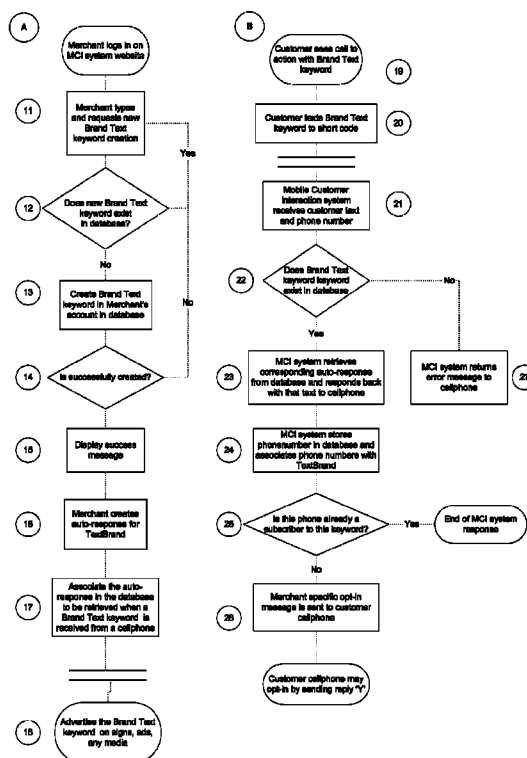 A
Merchant logs in on
MCI system website
11
Merchant types
and requests new
Brand Text
keyword creation
Yes
12
Does new Brand Text
keyword exist
in database?
No
13
Create Brand Text
keyword in Merchant's
account in database
No
14
Is successfully created?
15
Display success
message
16
Merchant creates
auto-response for
TextBrand
17
Associate the auto-
response in the database
to be retrieved when a
Brand Text keyword is
received from a cellphone
18
Advertise the Brand Text
keyword on signs, ads,
any media
B
Customer sees call to
action with Brand Text
keyword
19
Customer texts Brand Text
keyword to short code
20
Mobile Customer
Interaction system
receives customer text
and phone number
21
22
Does Brand Text
keyword keyword
exist in database
No
Yes
23
MCI system retrieves
corresponding auto-response
from database and responds back
with that text to cellphone
MCI system returns
error message to
cellphone
24
MCI system stores
phonenumber in database and
associates phone numbers with
TextBrand
25
Is this phone already a
subscriber to this keyword?
Yes
End of MCI system
response
No
26
Merchant specific opt-in
message is sent to customer
cellphone
Customer cellphone may
opt-in by sending reply 'Y'